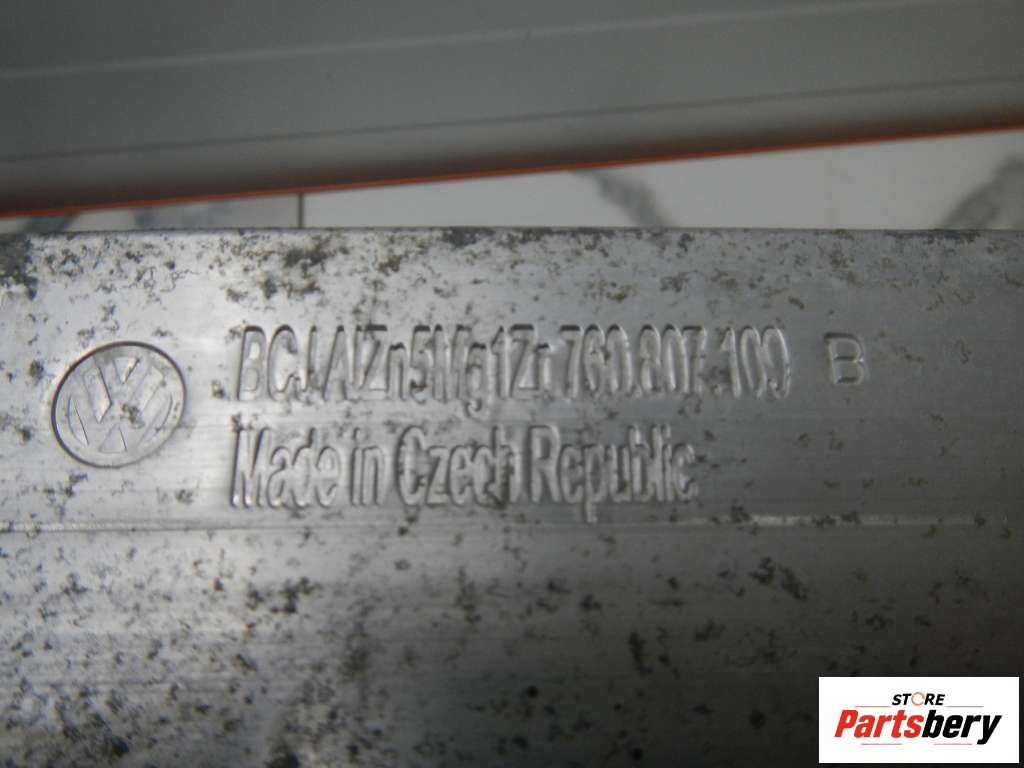 BCJ.AlZn5Mg1Zr.760.807.109 B
Made in Czech Republic
STORE
Partsbery